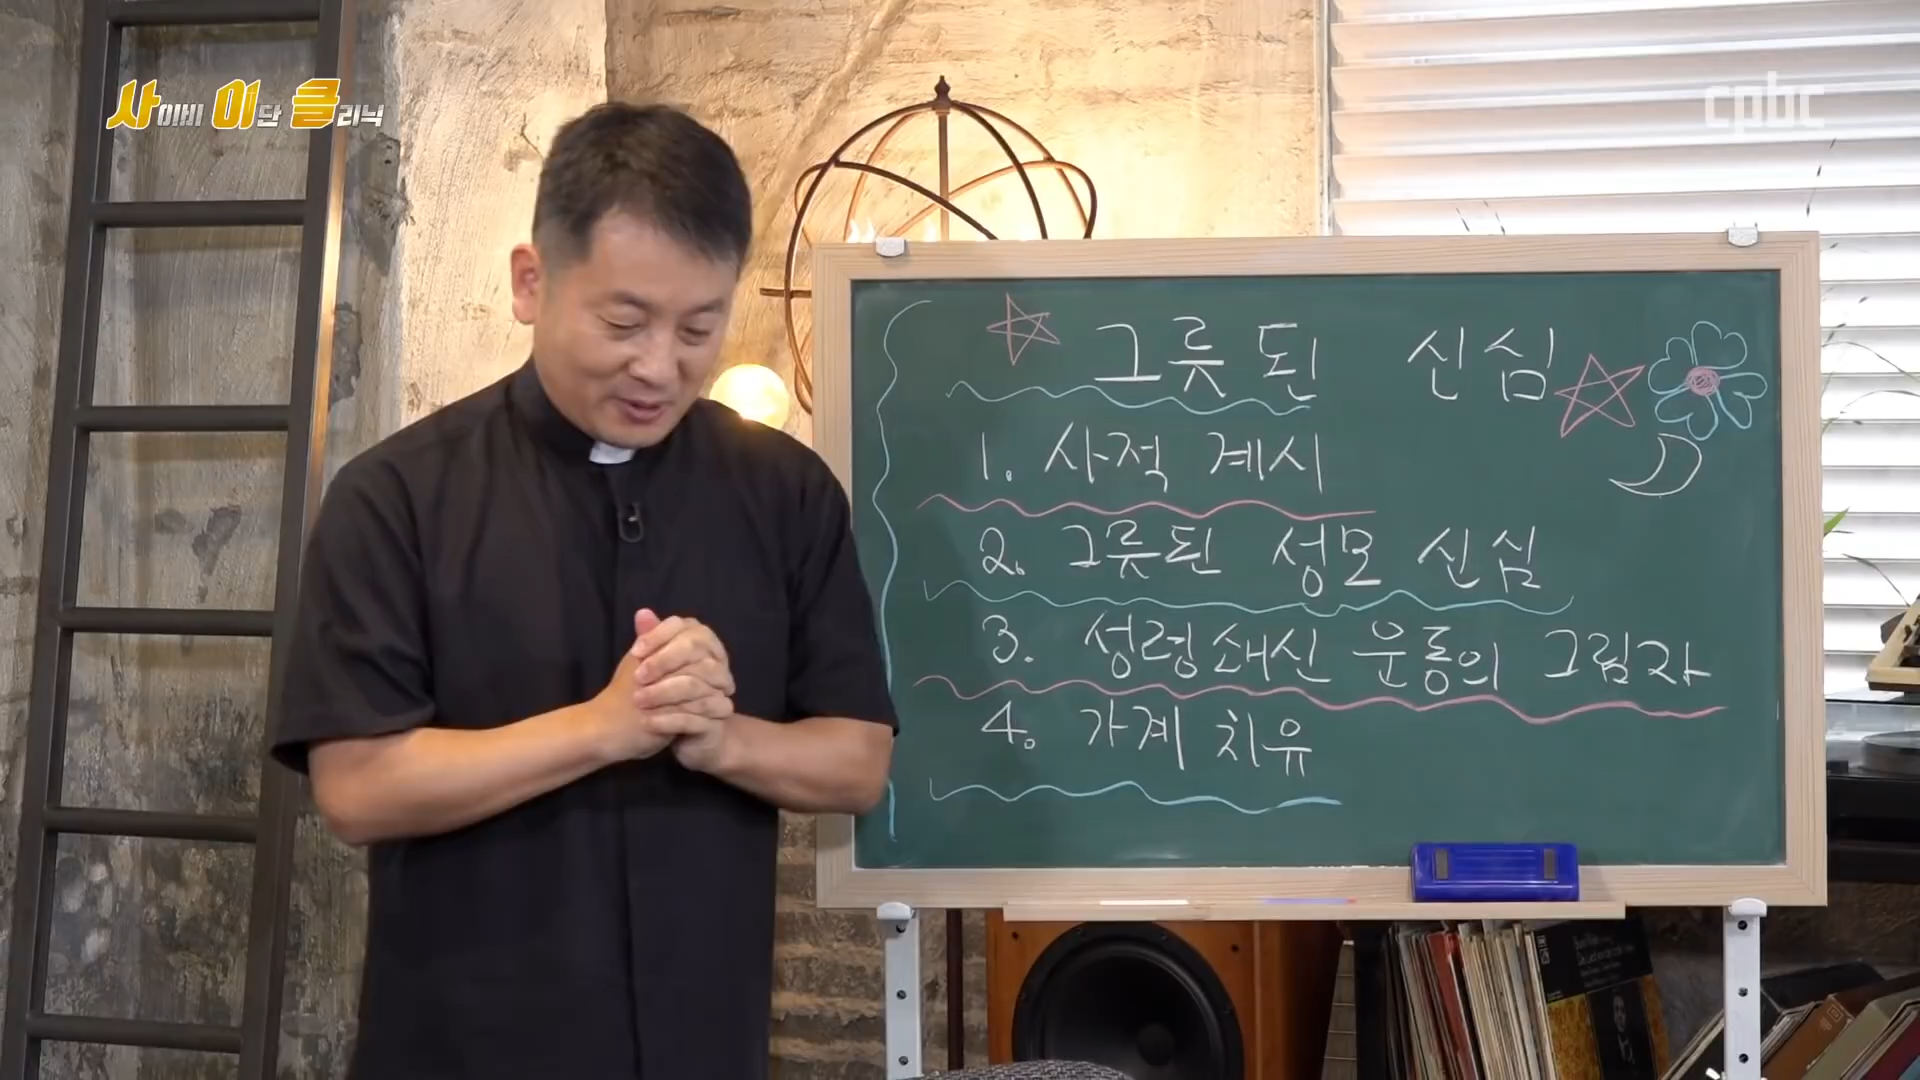 사이비 이단 클리닉
cpbc
그릇된 신심
1. 사적 계시
2. 그릇된 성모 신심
3. 성령쇄신 운동의 그림자
4. 가계 치유